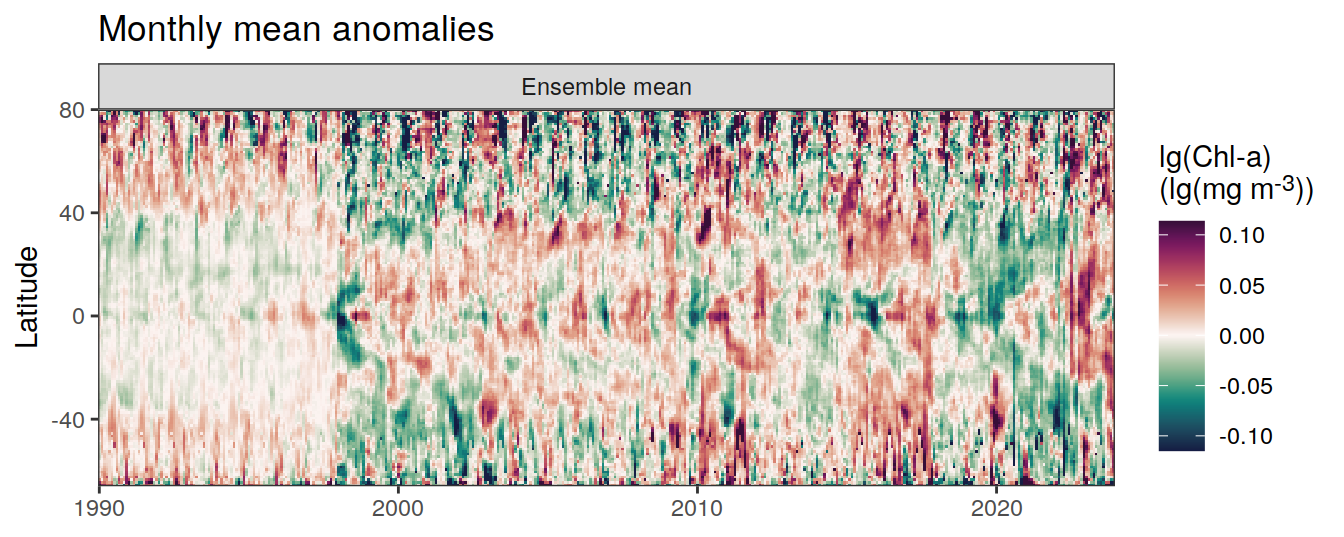 Monthly mean anomalies
Ensemble mean
80
40
0
-40
Latitude
1990
2000
2010
2020
lg(Chl-a)
(lg(mg m⁻³))
0.10
0.05
0.00
-0.05
-0.10